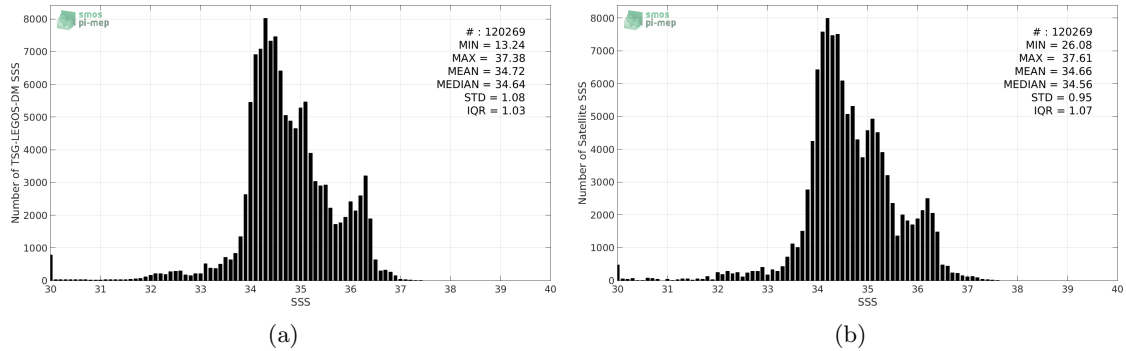 smos
pi-mep
# : 120269
MIN = 13.24
MAX = 37.38
MEAN = 34.72
MEDIAN = 34.64
STD = 1.08
IQR = 1.03
Number of TSG-LEGOS-DM SSS
8000
7000
6000
5000
4000
3000
2000
1000
0
30 31 32 33 34 35 36 37 38 39 40
SSS
(a)
smos
pi-mep
# : 120269
MIN = 26.08
MAX = 37.61
MEAN = 34.66
MEDIAN = 34.56
STD = 0.95
IQR = 1.07
Number of Satellite SSS
8000
7000
6000
5000
4000
3000
2000
1000
0
30 31 32 33 34 35 36 37 38 39 40
SSS
(b)